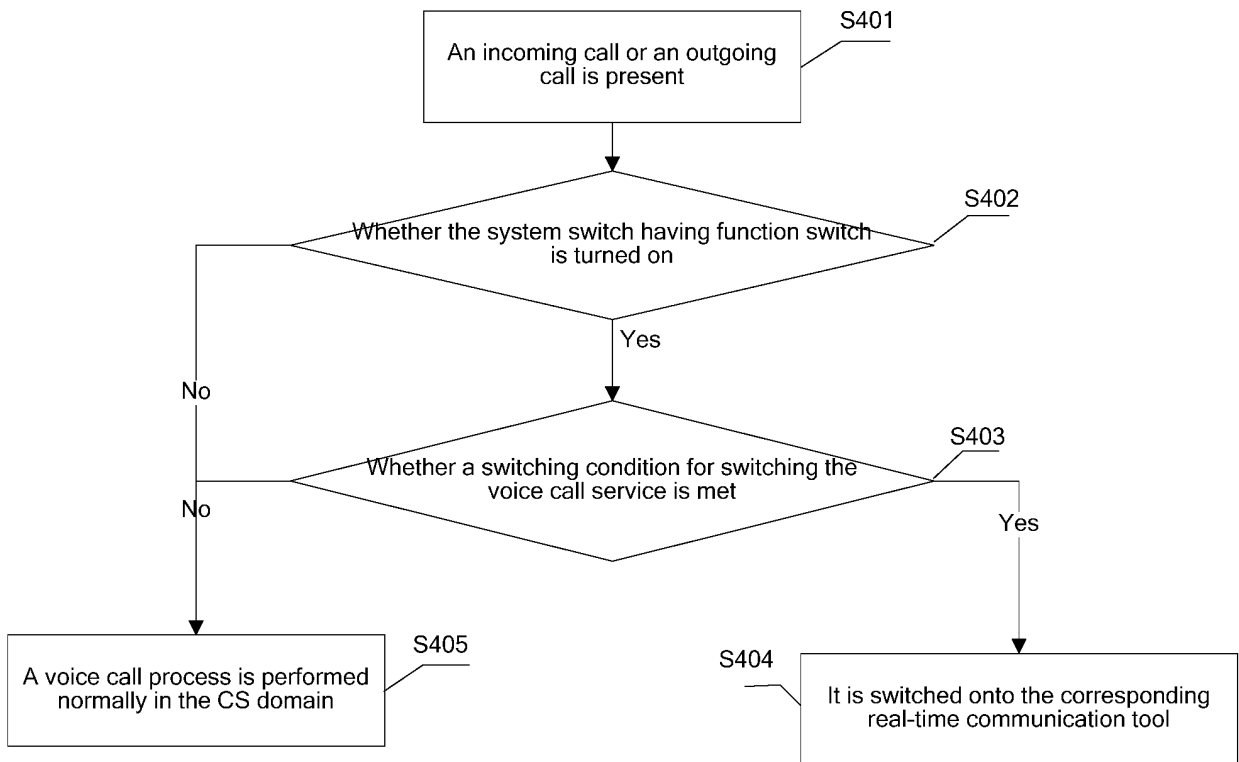 S401
An incoming call or an outgoing
call is present
S402
Whether the system switch having function switch
is turned on
Yes
No
S403
Whether a switching condition for switching the
voice call service is met
No
Yes
S405
A voice call process is performed
normally in the CS domain
S404
It is switched onto the corresponding
real-time communication tool